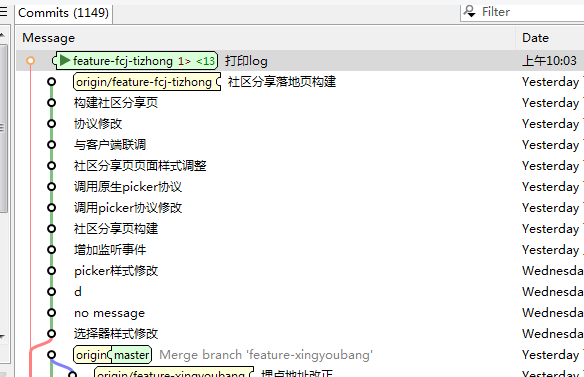 Commits (1149)
Filter
Message Date
feature-fcj-tizhong 1> <13 打印log 上午10:03
origin/feature-fcj-tizhong 社区分享落地页构建 Yesterday
构建社区分享页 Yesterday
协议修改 Yesterday
与客户端联调 Yesterday
社区分享页页面样式调整 Yesterday
调用原生picker协议 Yesterday
调用picker协议修改 Yesterday
社区分享页构建 Yesterday
增加监听事件 Yesterday
picker样式修改 Wednesda
d Wednesda
no message Wednesda
选择器样式修改 Wednesda
origin master Merge branch 'feature-xingyoubang' Yesterday
origin/feature-xingyoubang 埋点地址改正 Yesterday